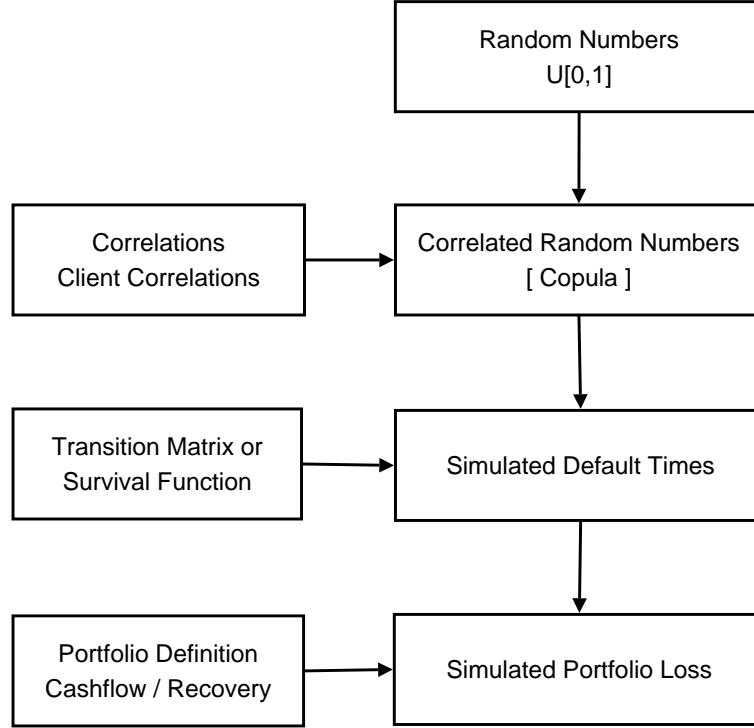 Random Numbers
U[0,1]
Correlations
Client Correlations
Correlated Random Numbers
[ Copula ]
Transition Matrix or
Survival Function
Simulated Default Times
Portfolio Definition
Cashflow / Recovery
Simulated Portfolio Loss